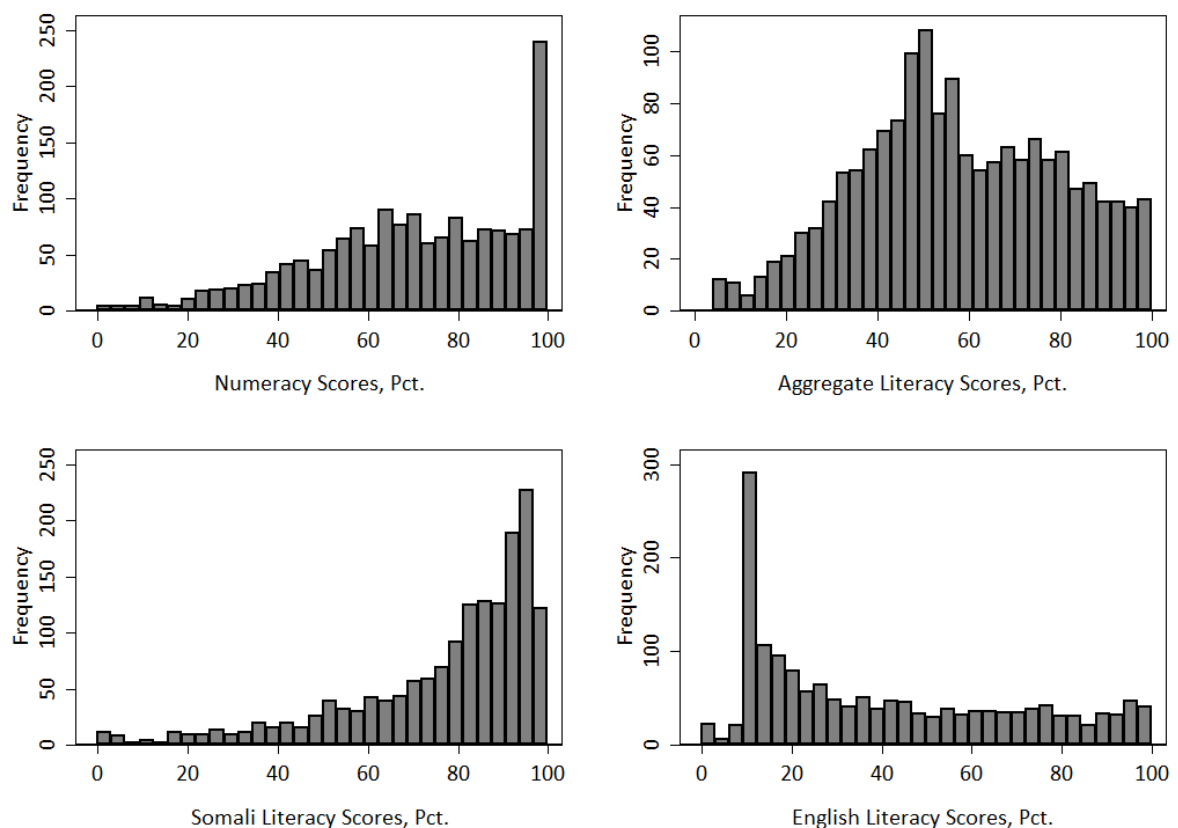 Frequency
0 50 100 150 200 250
0 20 40 60 80 100
Numeracy Scores, Pct.
Frequency
0 20 40 60 80 100
0 20 40 60 80 100
Aggregate Literacy Scores, Pct.
Frequency
0 50 100 150 200 250
0 20 40 60 80 100
Somali Literacy Scores, Pct.
Frequency
0 100 200 300
0 20 40 60 80 100
English Literacy Scores, Pct.